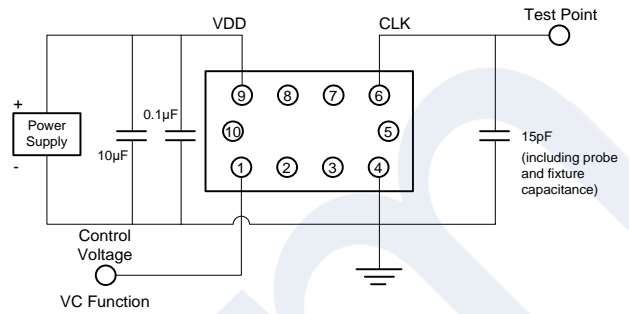 Test Point
VDD
CLK
9
8
7
6
+
Power
Supply
-
10µF
0.1µF
10
5
15pF
(including probe
and fixture
capacitance)
1
2
3
4
Control
Voltage
VC Function